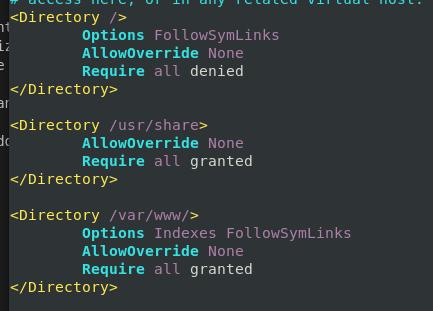 # access here, or in any related virtual host.
<Directory />
        Options FollowSymLinks
        AllowOverride None
        Require all denied
</Directory>
<Directory /usr/share>
        AllowOverride None
        Require all granted
</Directory>
<Directory /var/www/>
        Options Indexes FollowSymLinks
        AllowOverride None
        Require all granted
</Directory>